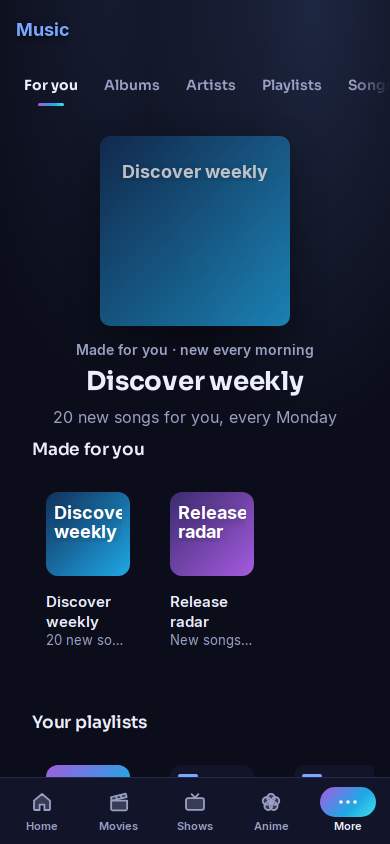 Music
For you Albums Artists Playlists Song
Discover weekly
Made for you · new every morning
Discover weekly
20 new songs for you, every Monday
Made for you
Discove Release
weekly radar
Discover Release
weekly radar
20 new so... New songs...
Your playlists
Home Movies Shows Anime More